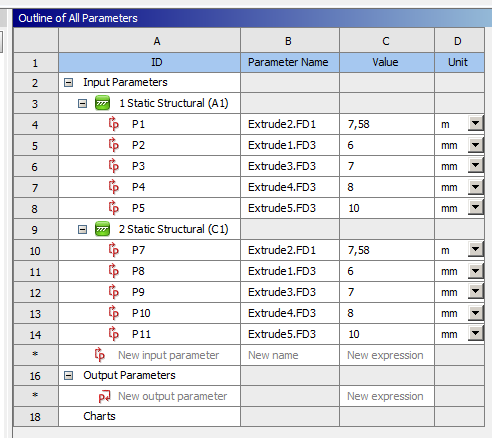 Outline of All Parameters
A B C D
1 ID Parameter Name Value Unit
2 Input Parameters
3 1 Static Structural (A1)
4 P1 Extrude2.FD1 7,58 m
5 P2 Extrude1.FD3 6 mm
6 P3 Extrude3.FD3 7 mm
7 P4 Extrude4.FD3 8 mm
8 P5 Extrude5.FD3 10 mm
9 2 Static Structural (C1)
10 P7 Extrude2.FD1 7,58 m
11 P8 Extrude1.FD3 6 mm
12 P9 Extrude3.FD3 7 mm
13 P10 Extrude4.FD3 8 mm
14 P11 Extrude5.FD3 10 mm
* New input parameter New name New expression
16 Output Parameters
* New output parameter New expression
18 Charts